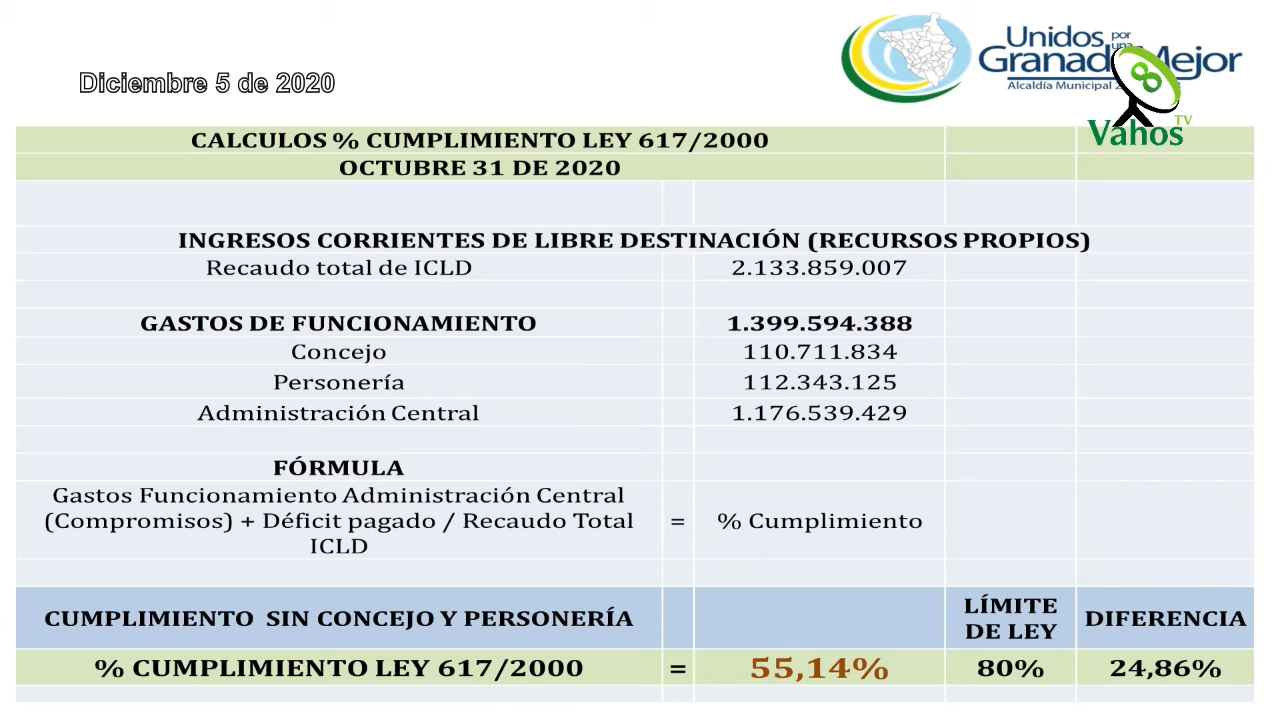 Diciembre 5 de 2020
Unidos por
una
Granada Mejor
Alcaldía Municipal
Vahos TV
8
CALCULOS % CUMPLIMIENTO LEY 617/2000
OCTUBRE 31 DE 2020
INGRESOS CORRIENTES DE LIBRE DESTINACIÓN (RECURSOS PROPIOS)
Recaudo total de ICLD 2.133.859.007
GASTOS DE FUNCIONAMIENTO 1.399.594.388
Concejo 110.711.834
Personería 112.343.125
Administración Central 1.176.539.429
FÓRMULA
Gastos Funcionamiento Administración Central
(Compromisos) + Déficit pagado / Recaudo Total = % Cumplimiento
ICLD
CUMPLIMIENTO SIN CONCEJO Y PERSONERÍA LÍMITE DE LEY DIFERENCIA
% CUMPLIMIENTO LEY 617/2000 = 55,14% 80% 24,86%